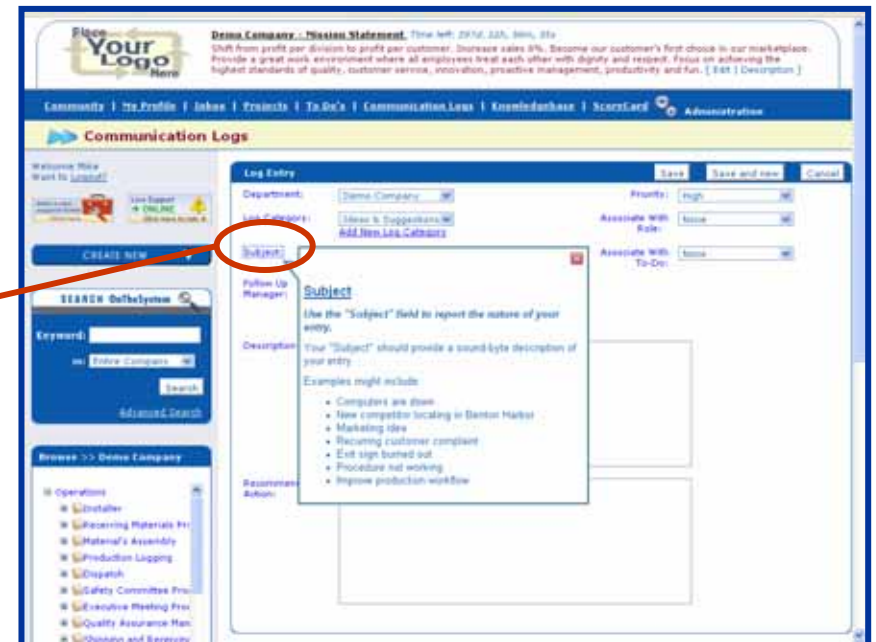 Place
Your
Logo
Here
Demo Company - Mission Statement. Time left:
Shift from profit per division to profit per customer. Increase sales 6%. Become our customer's first choice in our marketplace.
Provide a great work environment where all employees treat each other with dignity and respect. Focus on achieving the
highest standards of quality, customer service, innovation, proactive management, productivity and fun. [ Edit | Description ]
Community | My Profile | Inbox | Projects | To Do's | Communication Logs | Knowledgebase | ScoreCard Administration
Communication Logs
Welcome Mike
Want to Logout?
Live Support
ONLINE
CREATE NEW
SEARCH OnTheSystem
Keyword:
in: Entire Company
Search
Advanced Search
Browse >> Demo Company
Operations
Installer
Receiving Materials Pr
Material's Assembly
Production Logging
Dispatch
Safety Committee Pro
Executive Meeting Pro
Quality Assurance Man
Shipping and Receiving
Log Entry
Save
Save and new
Cancel
Department:
Demo Company
Priority:
High
Log Category:
Ideas & Suggestions
Add New Log Category
Associate With
Role:
None
Subject:
Associate With
To-Do:
None
Follow Up
Manager:
Description
Recommen
Action:
Subject
Use the "Subject" field to report the nature of your
entry.
Your "Subject" should provide a sound-byte description of
your entry
Examples might include
Computers are down
New competitor locating in Benton Harbor
Marketing idea
Recurring customer complaint
Exit sign burned out
Procedure not working
Improve production workflow